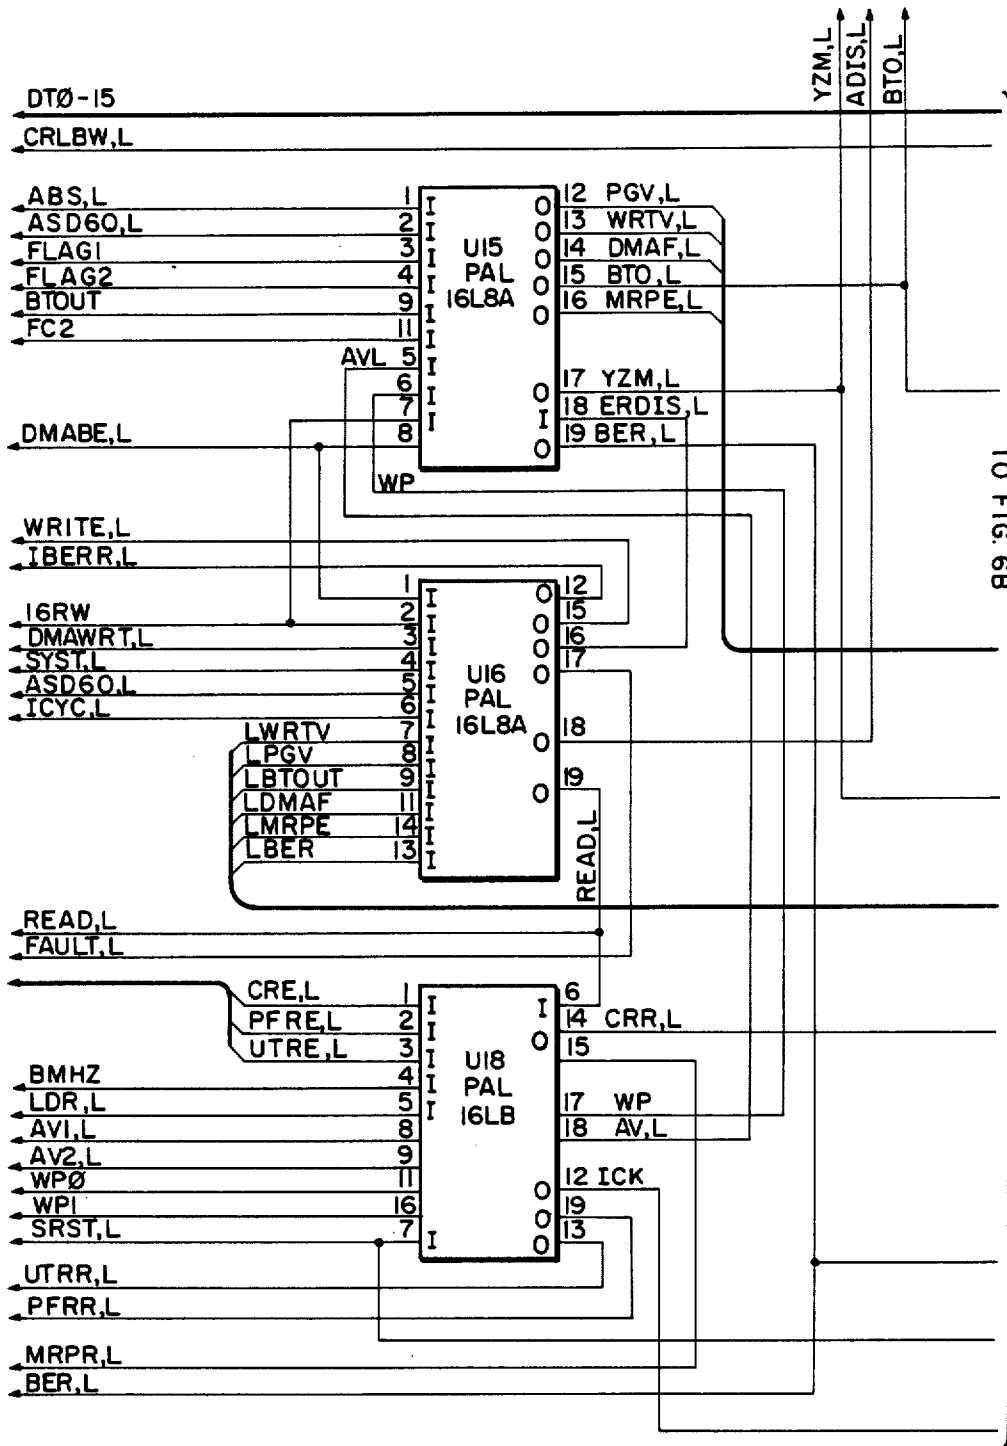 YZM,L
ADIS,L
BTO,L
DTØ-15
CRLBW,L
ABS,L 1 I
ASD60,L 2 I
FLAG1 3 I
FLAG2 4 I
BTOUT 9 I
FC2 11 I
AVL 5 I
6 I
7 I
DMABE,L 8
WP
U15
PAL
16L8A
O 12 PGV,L
O 13 WRTV,L
O 14 DMAF,L
O 15 BTO,L
O 16 MRPE,L
O 17 YZM,L
I 18 ERDIS,L
O 19 BER,L
TO FIG. 6B
WRITE,L
IBERR,L
1 I
16RW 2 I
DMAWRT,L 3 I
SYST,L 4 I
ASD60,L 5 I
ICYC,L 6 I
LWRTV 7 I
LPGV 8 I
LBTOUT 9 I
LDMAF 11 I
LMRPE 14 I
LBER 13 I
U16
PAL
16L8A
O 12
O 15
O 16
O 17
O 18
O 19
READ,L
READ,L
FAULT,L
CRE,L 1 I
PFRE,L 2 I
UTRE,L 3 I
BMHZ 4 I
LDR,L 5 I
AV1,L 8
AV2,L 9
WPØ 11
WP1 16
SRST,L 7 I
U18
PAL
16LB
I 6
O 14 CRR,L
15
17 WP
18 AV,L
O 12 ICK
O 19
O 13
UTRR,L
PFRR,L
MRPR,L
BER,L